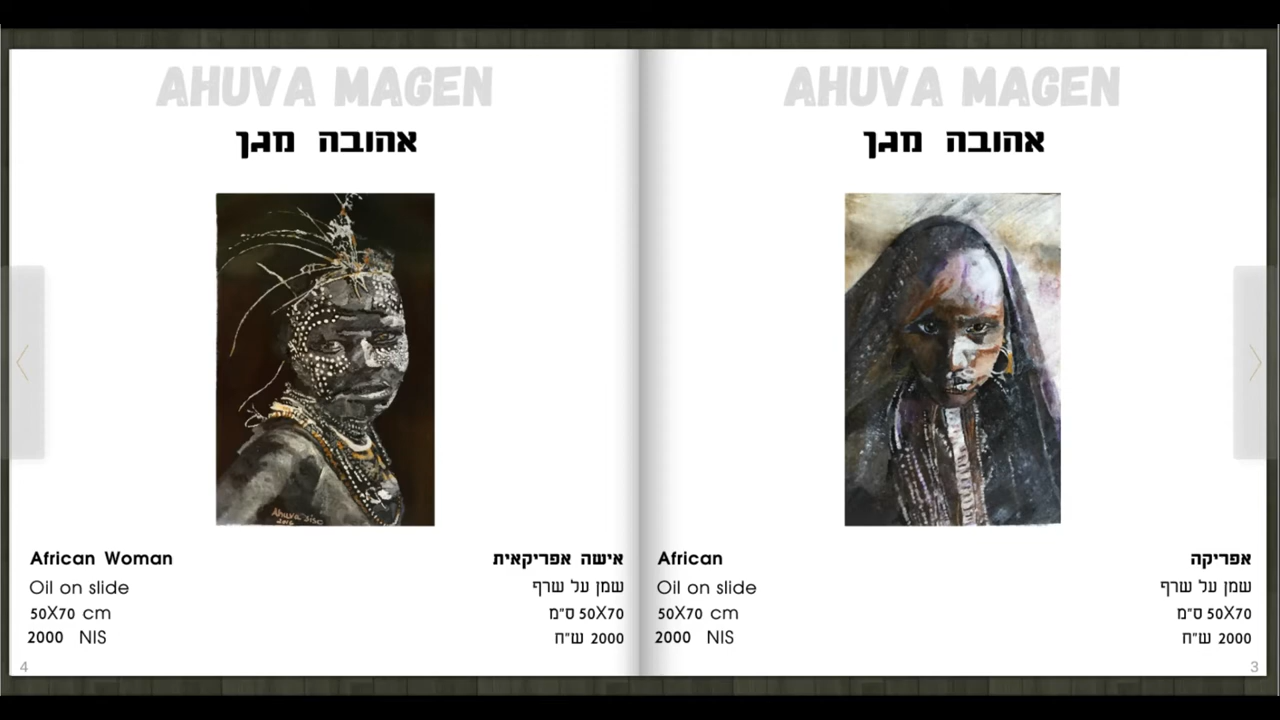 AHUVA MAGEN
אהובה מגן
African
אפריקה
Oil on slide
שמן על שרף
50X70 cm
50X70 ס"מ
2000 NIS
2000 ש"ח
3
AHUVA MAGEN
אהובה מגן
Ahuva
2016
African Woman
אישה אפריקאית
Oil on slide
שמן על שרף
50X70 cm
50X70 ס"מ
2000 NIS
2000 ש"ח
4